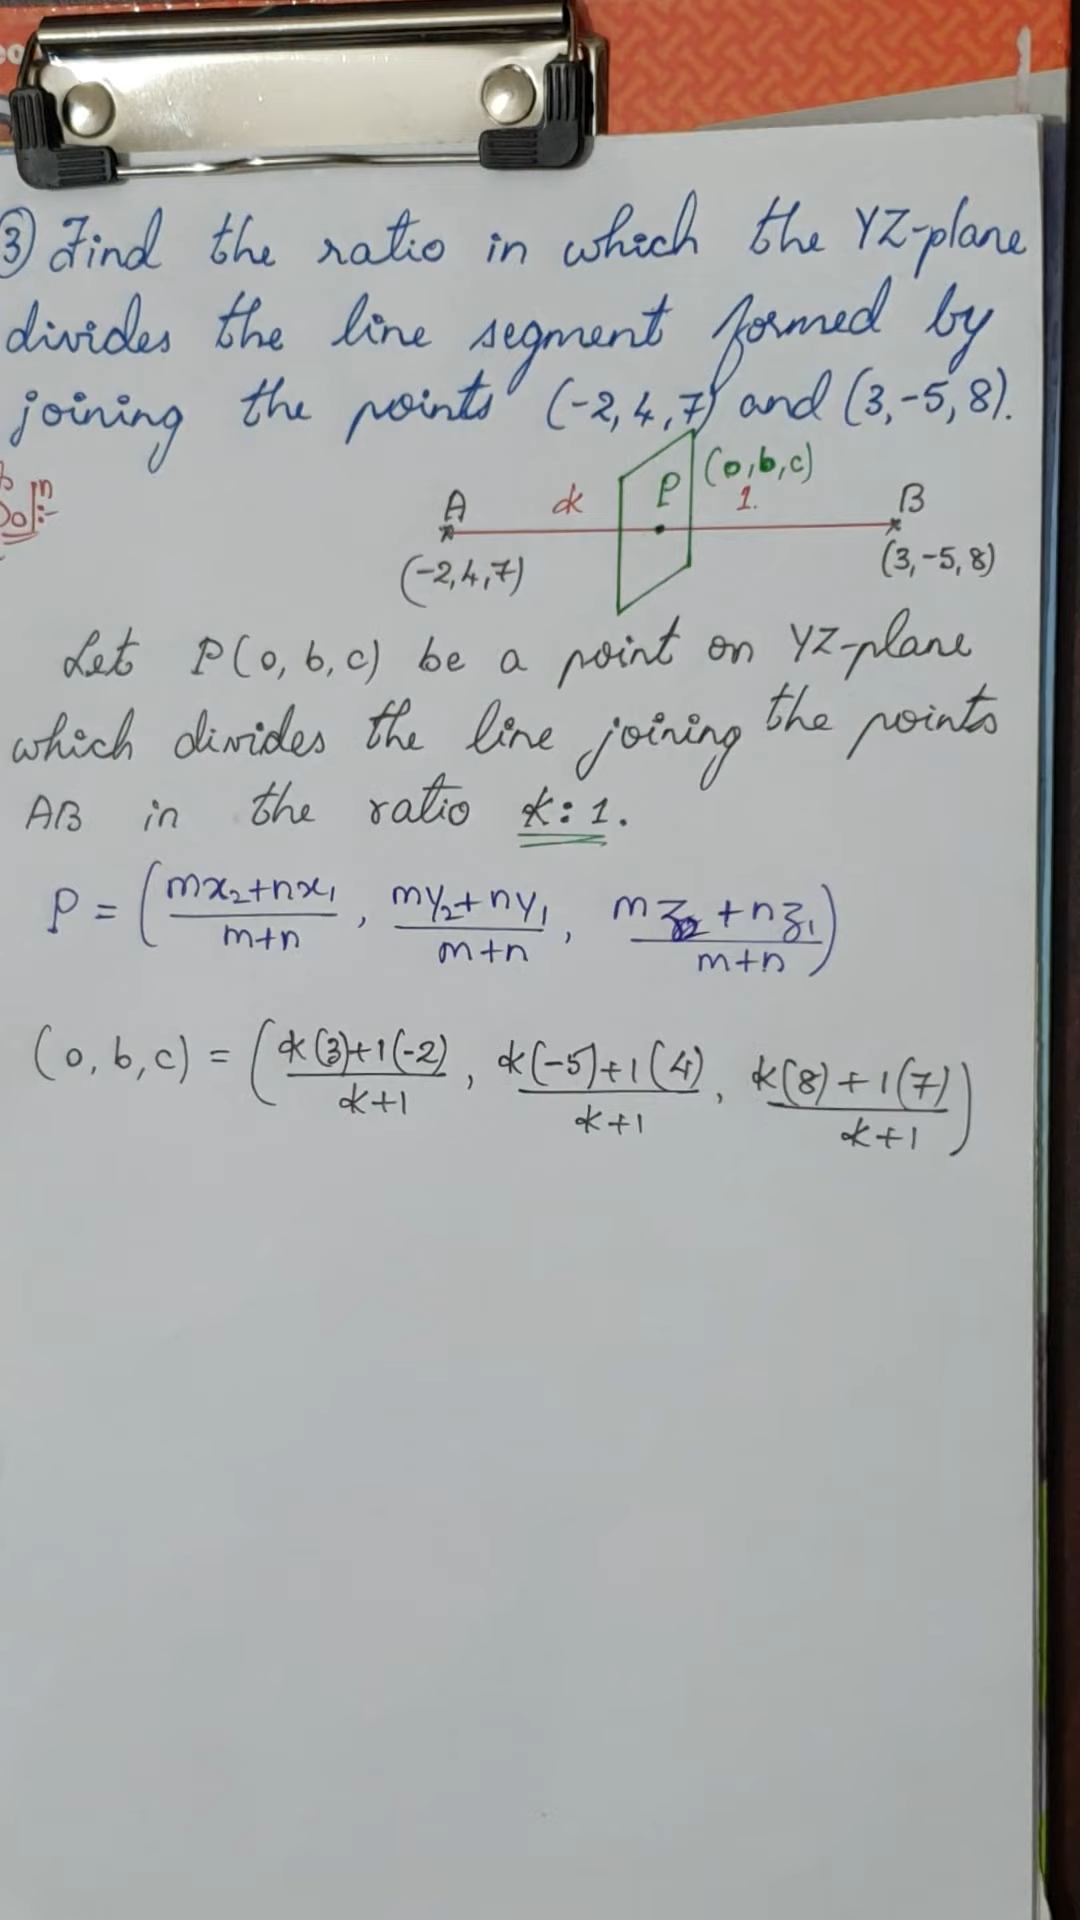 ③ Find the ratio in which the YZ-plane
divides the line segment formed by
joining the points (-2, 4, 7) and (3, -5, 8).
Solⁿ:-
A k P (0, b, c) 1. B
(-2, 4, 7) (3, -5, 8)
Let P(0, b, c) be a point on YZ-plane
which divides the line joining the points
AB in the ratio k : 1.
P = (mx₂+nx₁/m+n, my₂+ny₁/m+n, mz₂+nz₁/m+n)
(0, b, c) = (k(3)+1(-2)/k+1, k(-5)+1(4)/k+1, k(8)+1(7)/k+1)